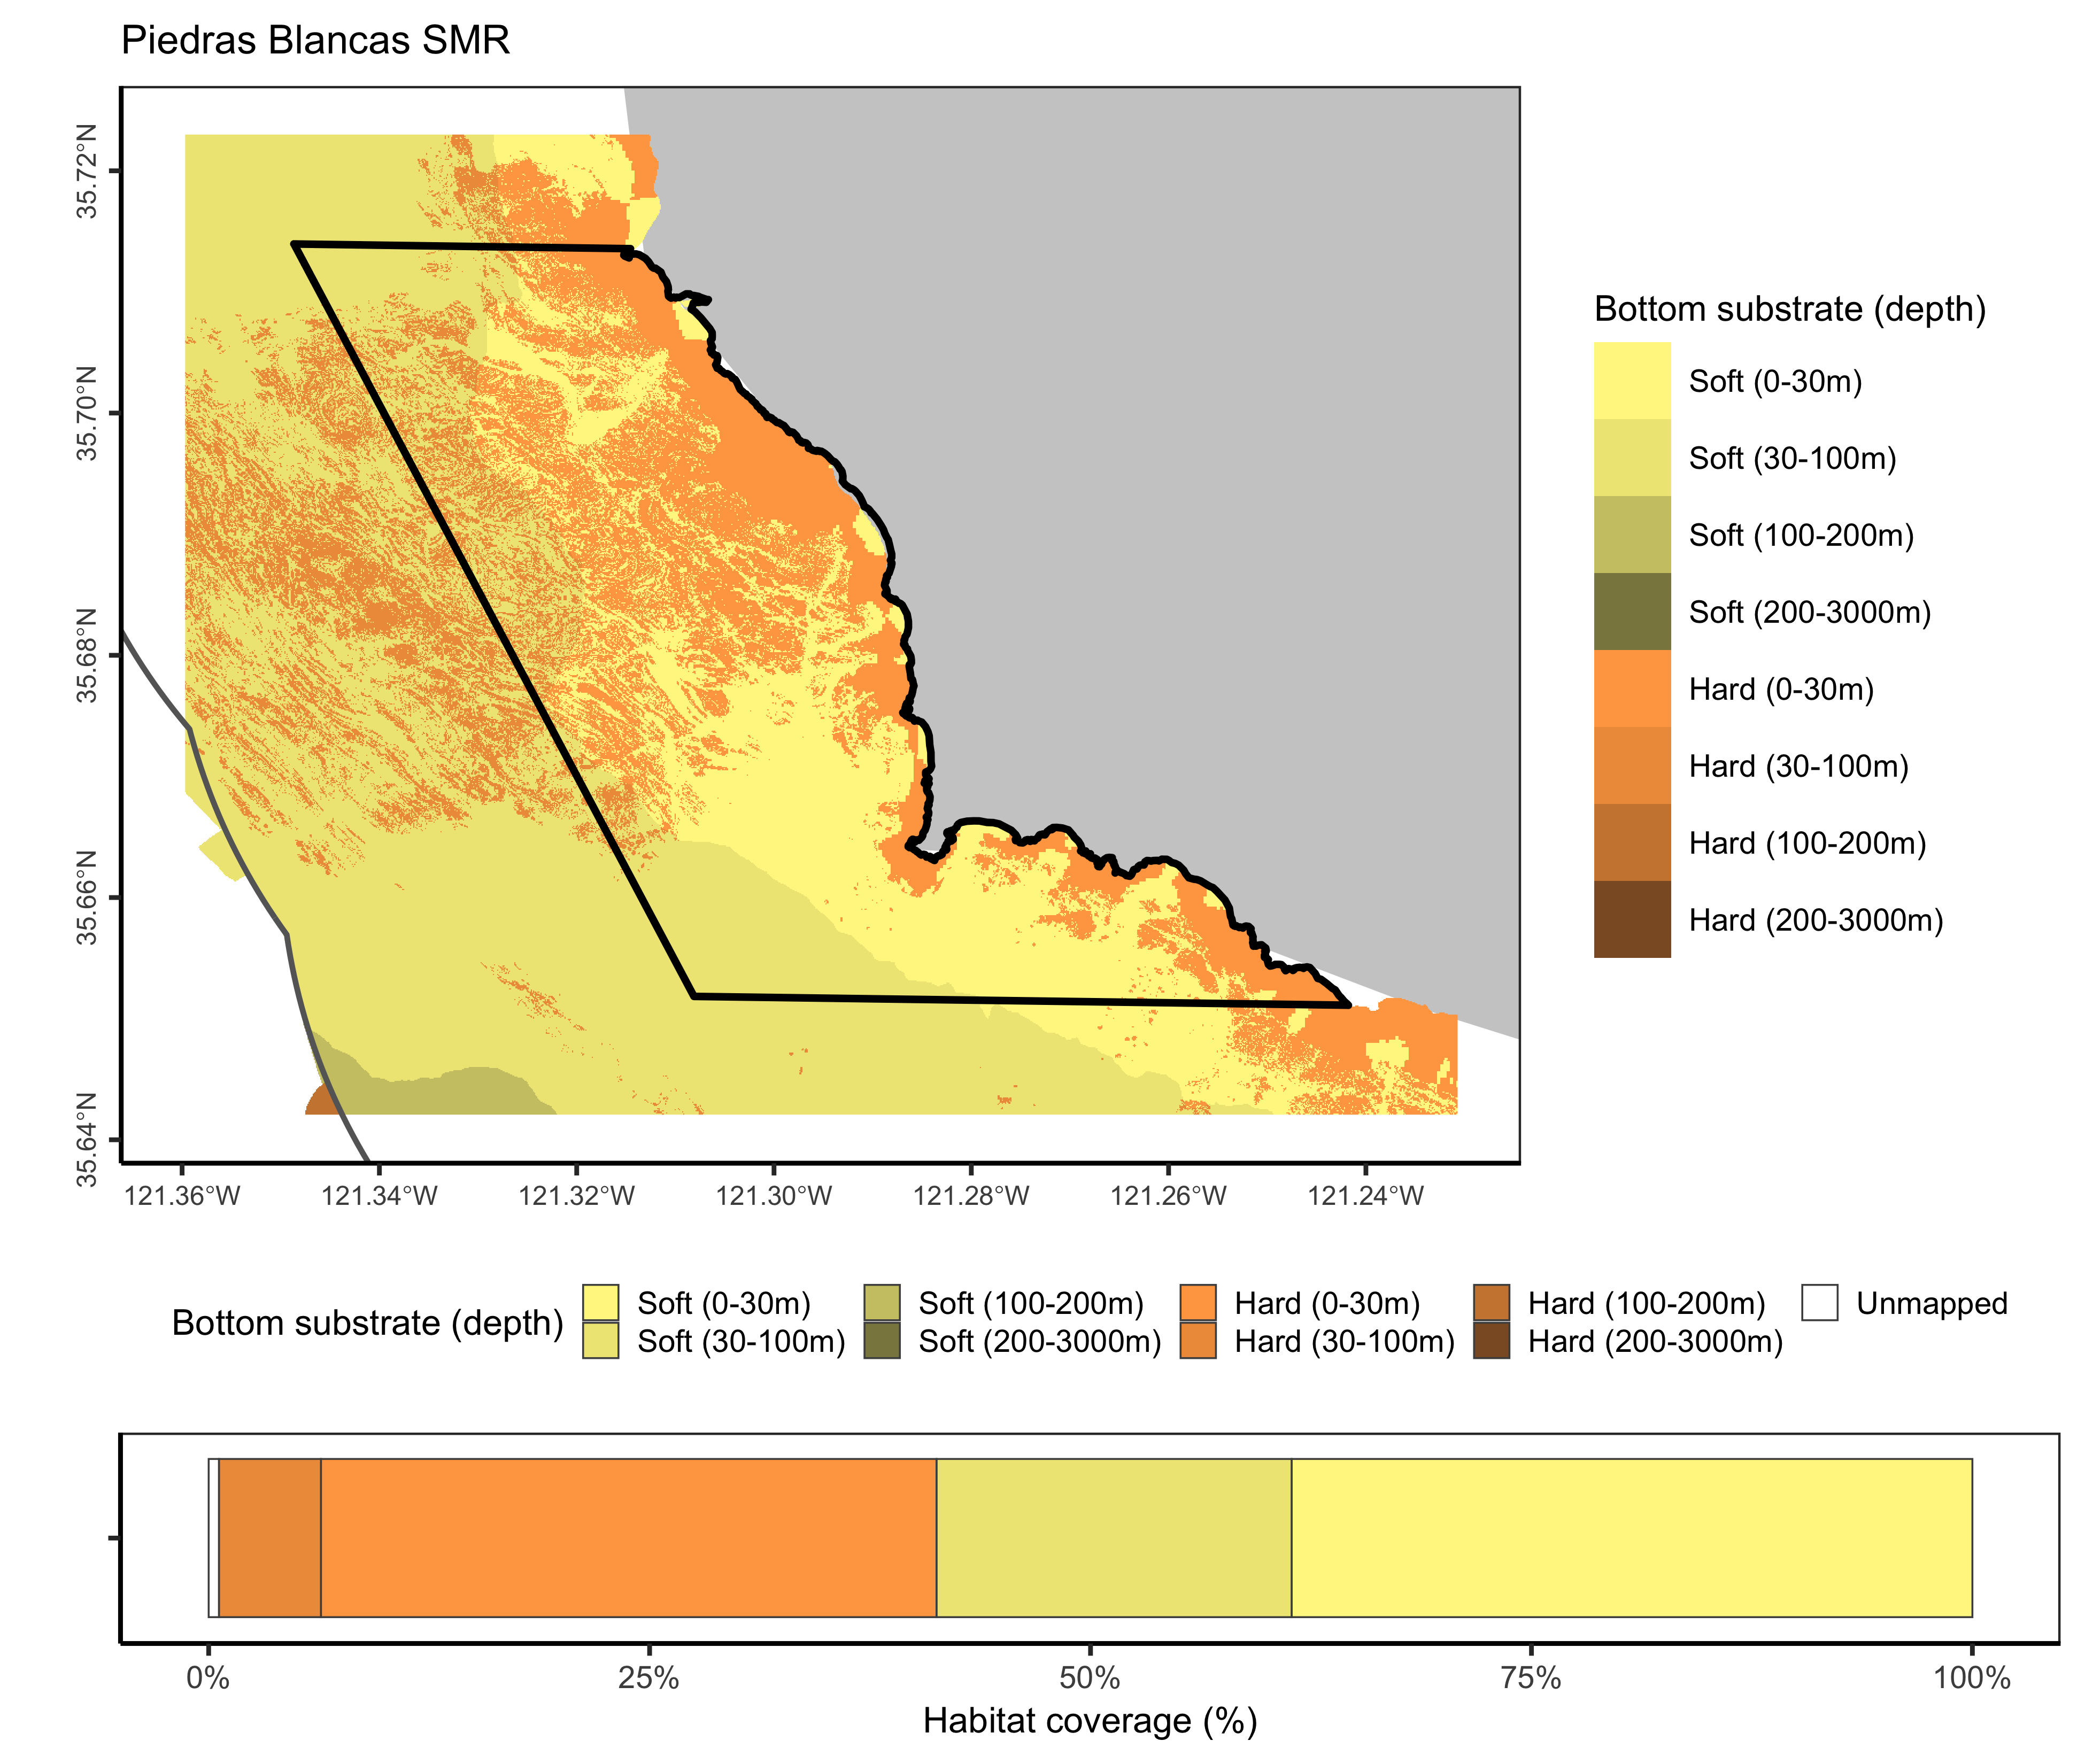 Piedras Blancas SMR
35.72°N
35.70°N
35.68°N
35.66°N
35.64°N
121.36°W 121.34°W 121.32°W 121.30°W 121.28°W 121.26°W 121.24°W
Bottom substrate (depth)
Soft (0-30m)
Soft (30-100m)
Soft (100-200m)
Soft (200-3000m)
Hard (0-30m)
Hard (30-100m)
Hard (100-200m)
Hard (200-3000m)
Bottom substrate (depth)
Soft (0-30m) Soft (100-200m) Hard (0-30m) Hard (100-200m) Unmapped
Soft (30-100m) Soft (200-3000m) Hard (30-100m) Hard (200-3000m)
0% 25% 50% 75% 100%
Habitat coverage (%)